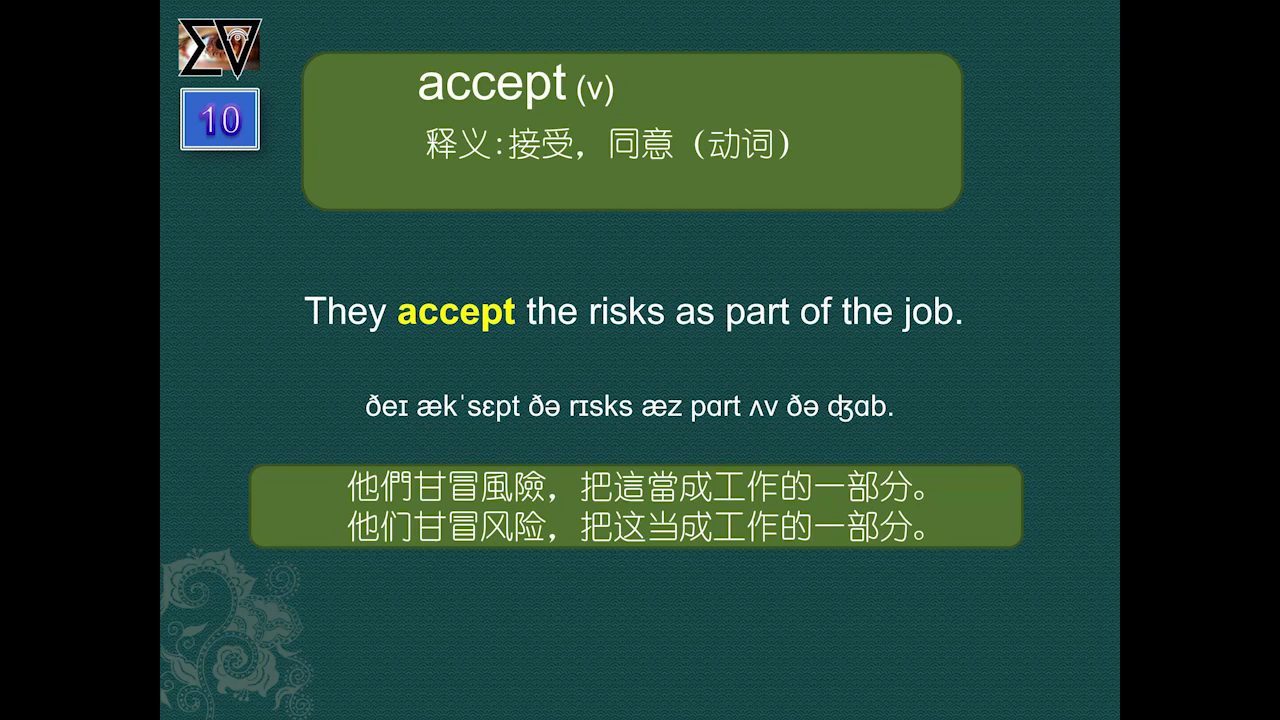 ΣV
10
accept (v)
释义:接受，同意（动词）
They accept the risks as part of the job.
ðeɪ ækˈsɛpt ðə rɪsks æz pɑrt ʌv ðə ʤɑb.
他們甘冒風險，把這當成工作的一部分。
他们甘冒风险，把这当成工作的一部分。